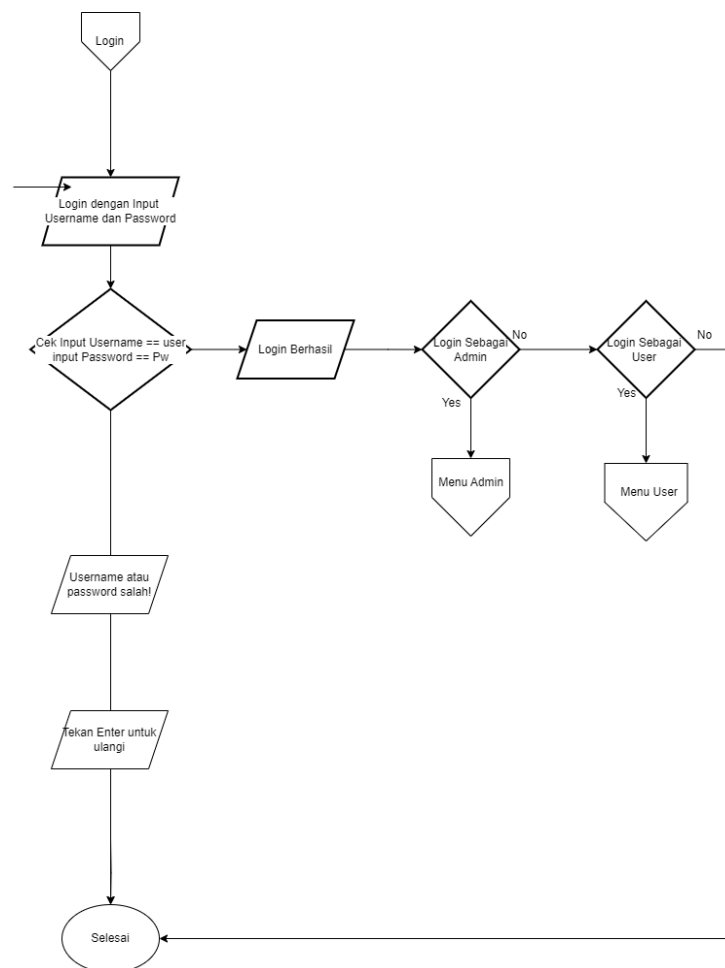 Login
Login dengan Input
Username dan Password
Cek Input Username == user
input Password == Pw
Login Berhasil
Login Sebagai
Admin
No
Yes
Login Sebagai
User
No
Yes
Menu Admin
Menu User
Username atau
password salah!
Tekan Enter untuk
ulangi
Selesai